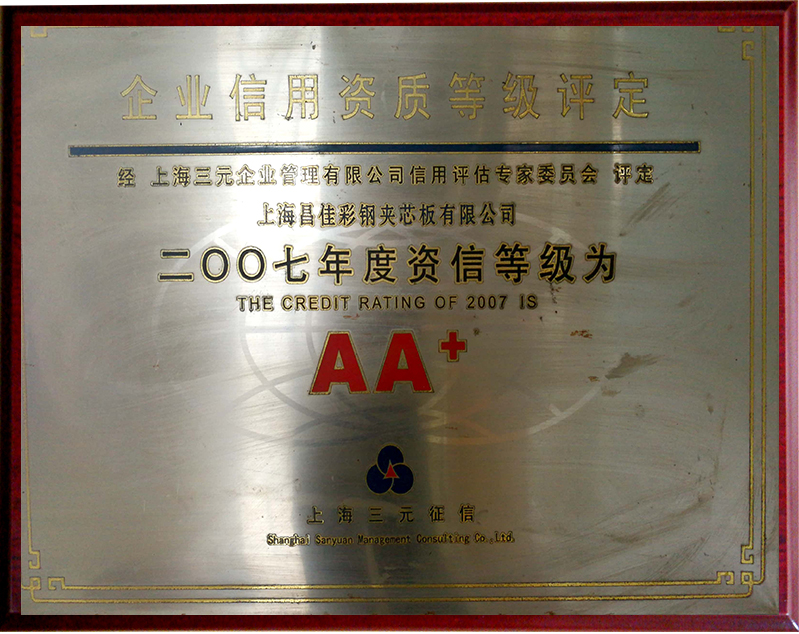 企业信用资质等级评定
经 上海三元企业管理有限公司信用评估专家委员会 评定
上海昌佳彩钢夹芯板有限公司
二〇〇七年度资信等级为
THE CREDIT RATING OF 2007 IS
AA+
上海三元征信
Shanghai Sanyuan Management Consulting Co.,Ltd.